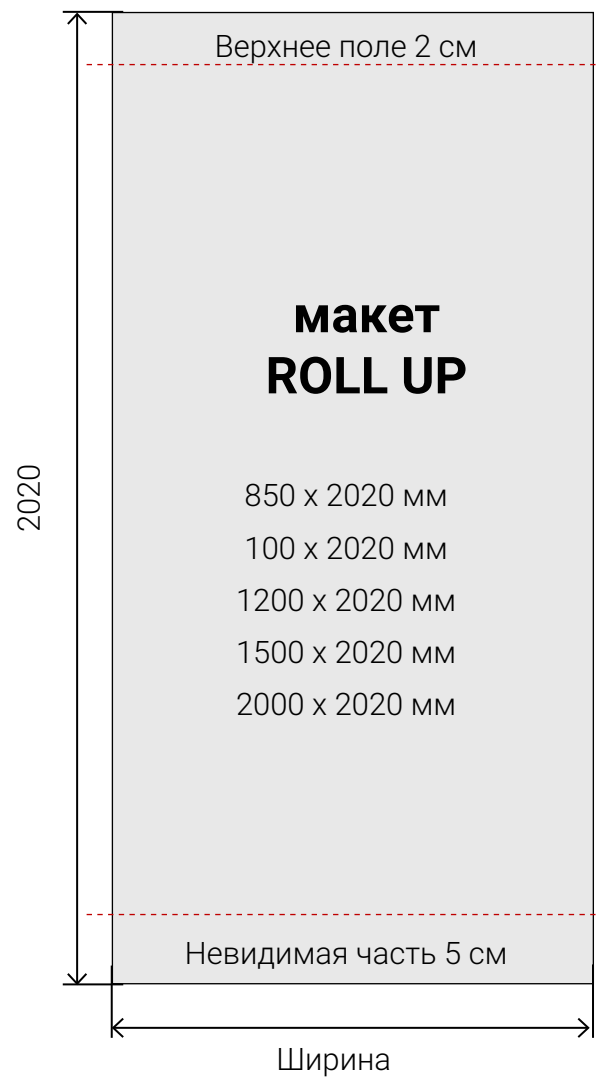 Верхнее поле 2 см
макет
ROLL UP
2020
850 x 2020 мм
100 x 2020 мм
1200 x 2020 мм
1500 x 2020 мм
2000 x 2020 мм
Невидимая часть 5 см
Ширина